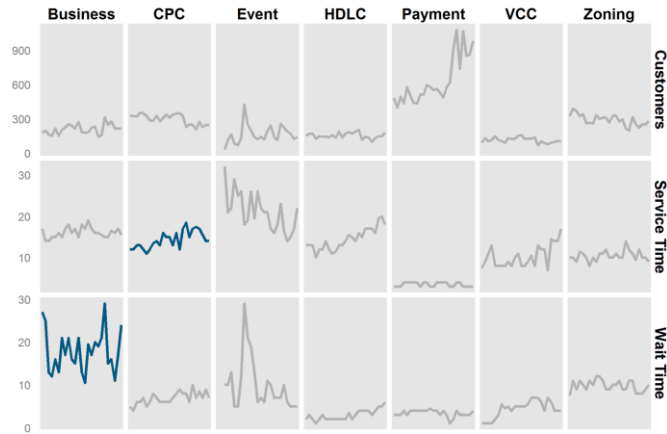 Business CPC Event HDLC Payment VCC Zoning
900
600
300
0
Customers
30
20
10
Service Time
30
20
10
0
Wait Time